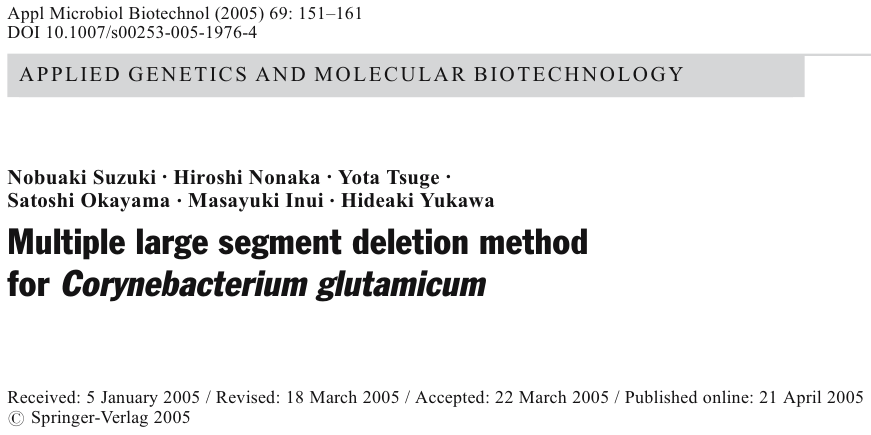 Appl Microbiol Biotechnol (2005) 69: 151–161
DOI 10.1007/s00253-005-1976-4
APPLIED GENETICS AND MOLECULAR BIOTECHNOLOGY
Nobuaki Suzuki · Hiroshi Nonaka · Yota Tsuge ·
Satoshi Okayama · Masayuki Inui · Hideaki Yukawa
Multiple large segment deletion method
for Corynebacterium glutamicum
Received: 5 January 2005 / Revised: 18 March 2005 / Accepted: 22 March 2005 / Published online: 21 April 2005
© Springer-Verlag 2005